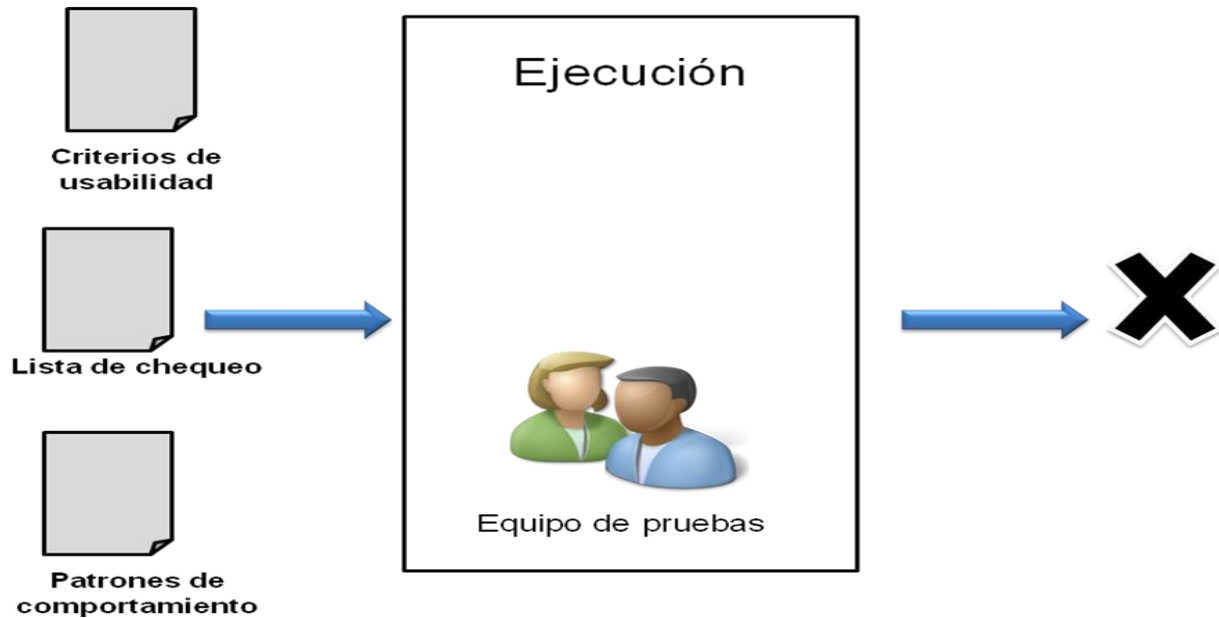 Criterios de
usabilidad
Ejecución
Lista de chequeo
Equipo de pruebas
Patrones de
comportamiento